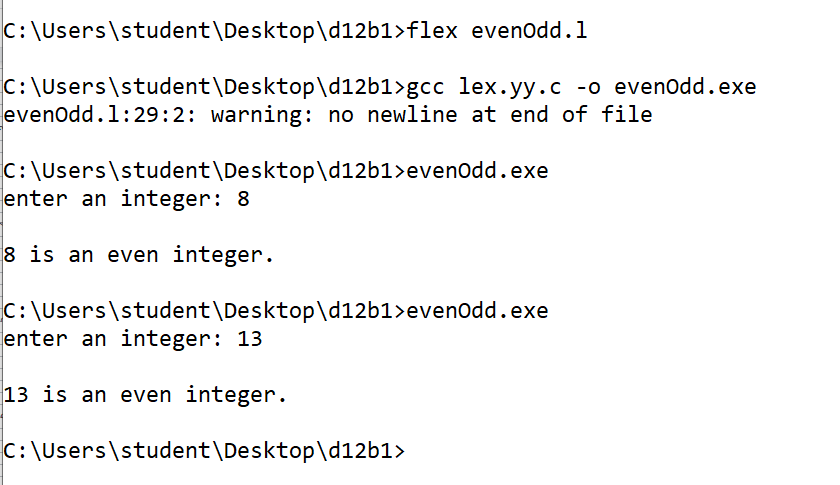 C:\Users\student\Desktop\d12b1>flex evenOdd.l
C:\Users\student\Desktop\d12b1>gcc lex.yy.c -o evenOdd.exe
evenOdd.l:29:2: warning: no newline at end of file
C:\Users\student\Desktop\d12b1>evenOdd.exe
enter an integer: 8
8 is an even integer.
C:\Users\student\Desktop\d12b1>evenOdd.exe
enter an integer: 13
13 is an even integer.
C:\Users\student\Desktop\d12b1>